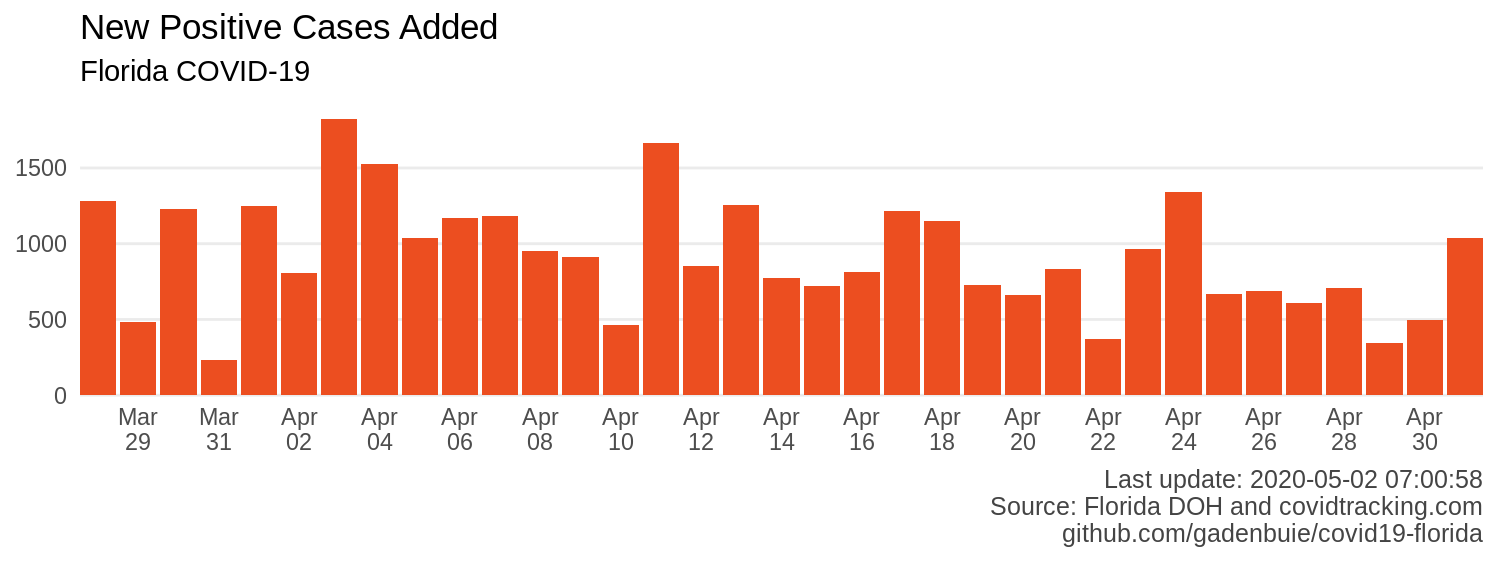 New Positive Cases Added
Florida COVID-19
1500
1000
500
0
Mar Mar Apr Apr Apr Apr Apr Apr Apr Apr Apr Apr Apr Apr Apr Apr Apr
29 31 02 04 06 08 10 12 14 16 18 20 22 24 26 28 30
Last update: 2020-05-02 07:00:58
Source: Florida DOH and covidtracking.com
github.com/gadenbuie/covid19-florida